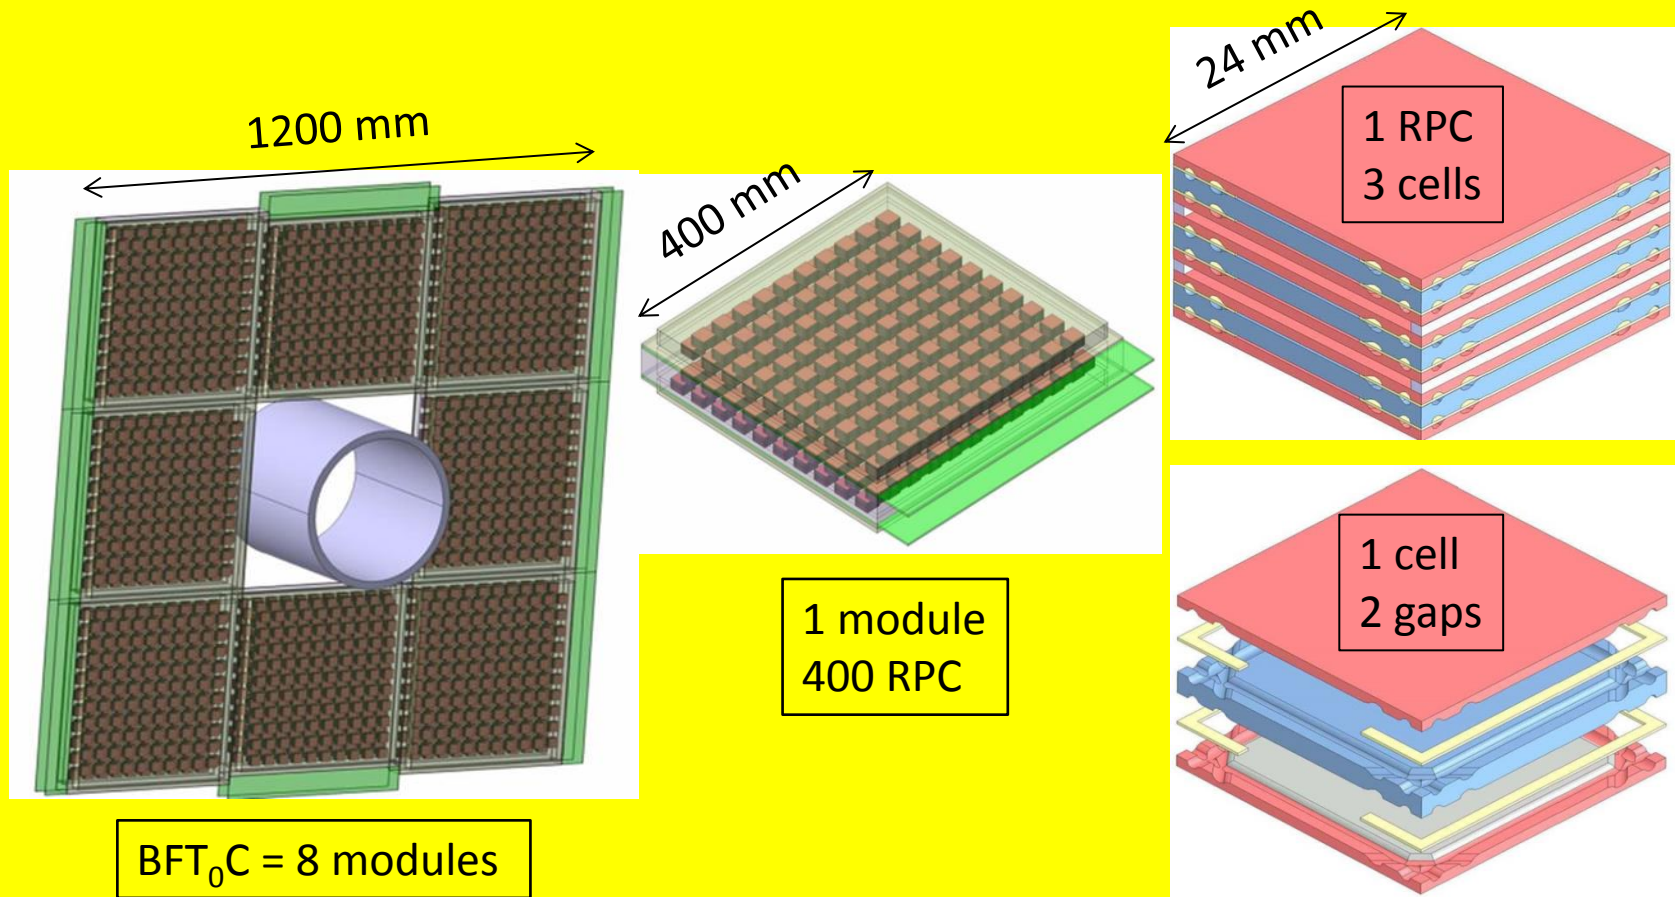 1200 mm
400 mm
24 mm
1 RPC
3 cells
1 cell
2 gaps
1 module
400 RPC
BFT₀C = 8 modules